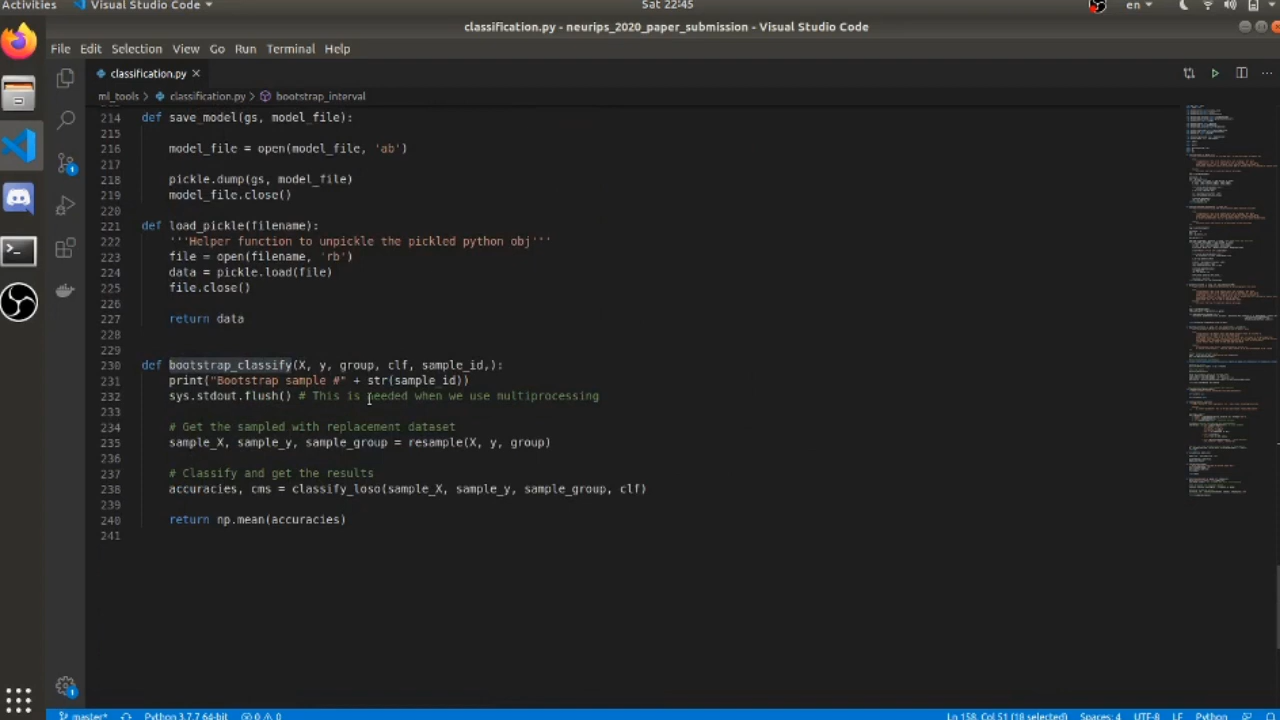 Activities
Visual Studio Code
Sat 22:45
en
classification.py - neurips_2020_paper_submission - Visual Studio Code
File Edit Selection View Go Run Terminal Help
classification.py
ml_tools > classification.py > bootstrap_interval
214 def save_model(gs, model_file):
215
216 model_file = open(model_file, 'ab')
217
218 pickle.dump(gs, model_file)
219 model_file.close()
220
221 def load_pickle(filename):
222 '''Helper function to unpickle the pickled python obj'''
223 file = open(filename, 'rb')
224 data = pickle.load(file)
225 file.close()
226
227 return data
228
229
230 def bootstrap_classify(X, y, group, clf, sample_id,):
231 print("Bootstrap sample #" + str(sample_id))
232 sys.stdout.flush() # This is needed when we use multiprocessing
233
234 # Get the sampled with replacement dataset
235 sample_X, sample_y, sample_group = resample(X, y, group)
236
237 # Classify and get the results
238 accuracies, cms = classify_loso(sample_X, sample_y, sample_group, clf)
239
240 return np.mean(accuracies)
241
master* Python 3.7.7 64-bit 0 0 Ln 158, Col 51 (18 selected) Spaces: 4 UTF-8 LF Python